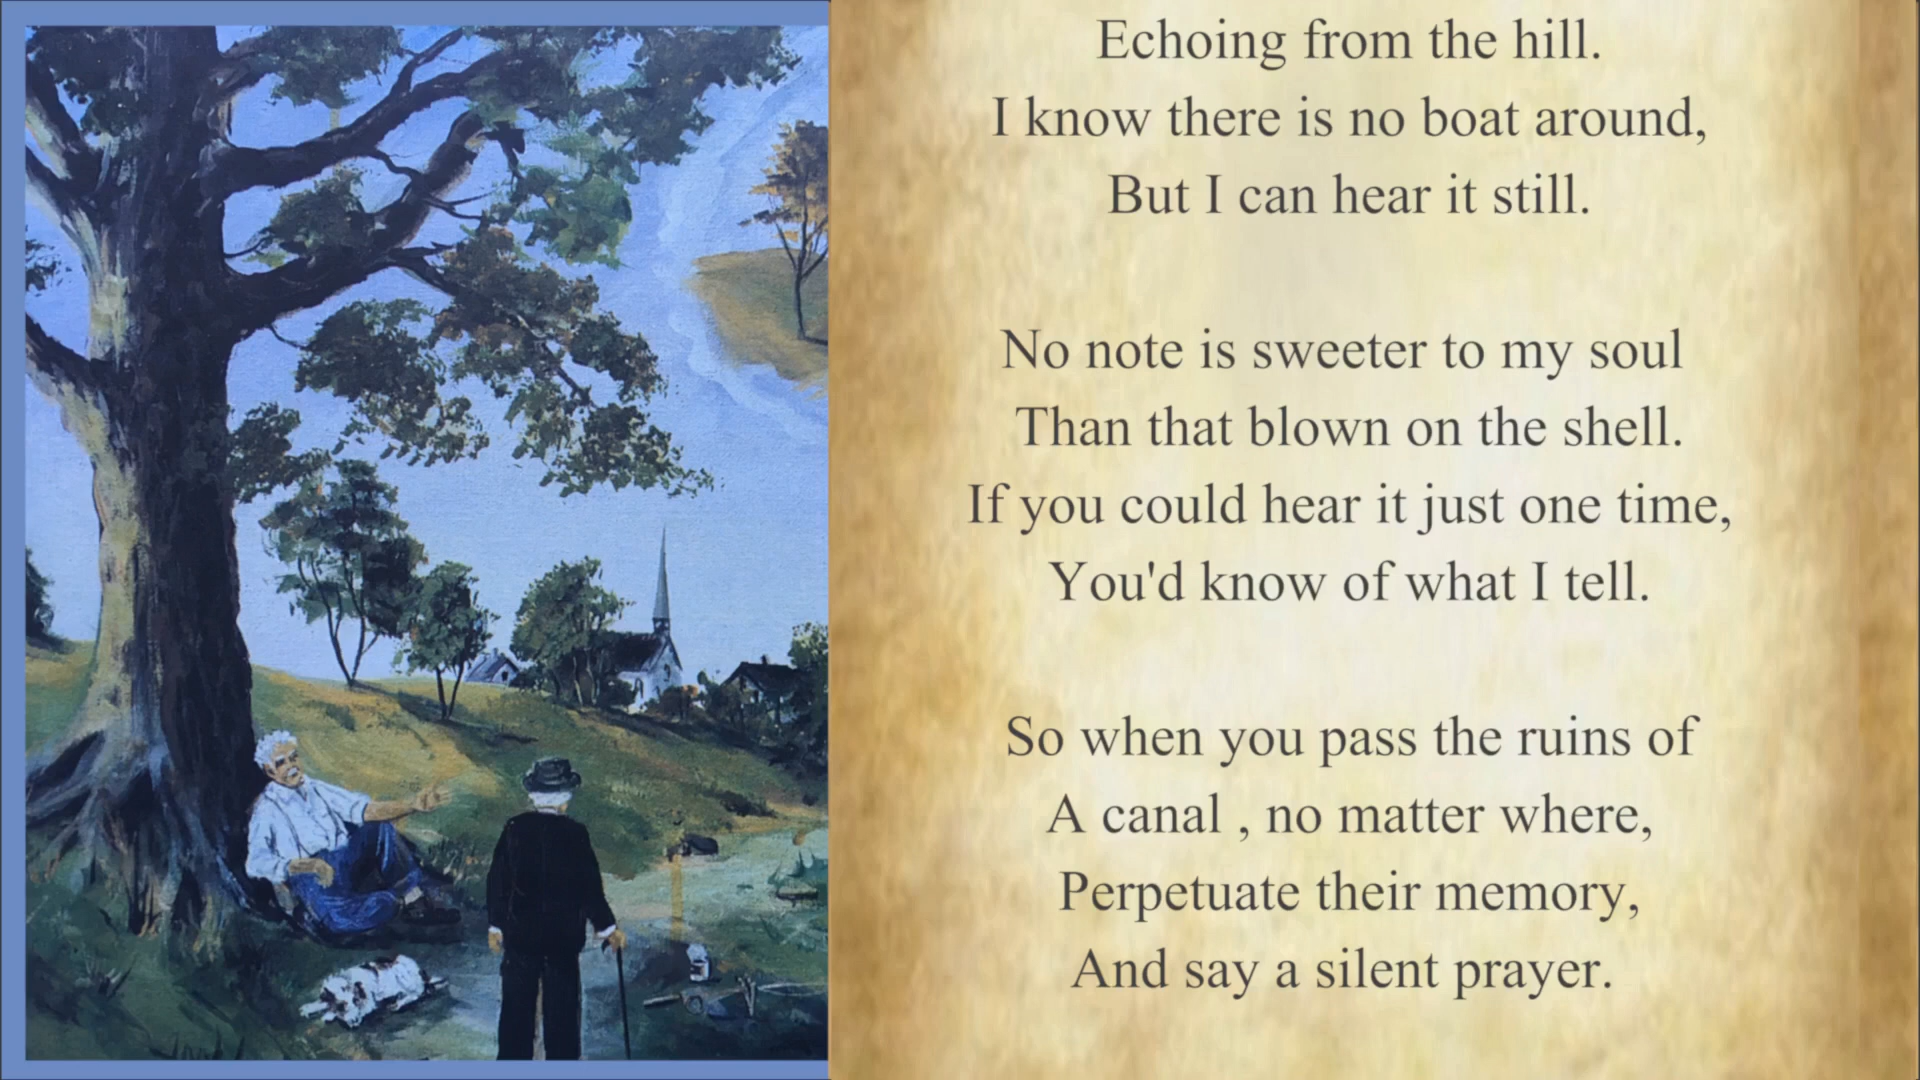 Echoing from the hill.
I know there is no boat around,
But I can hear it still.
No note is sweeter to my soul
Than that blown on the shell.
If you could hear it just one time,
You'd know of what I tell.
So when you pass the ruins of
A canal , no matter where,
Perpetuate their memory,
And say a silent prayer.